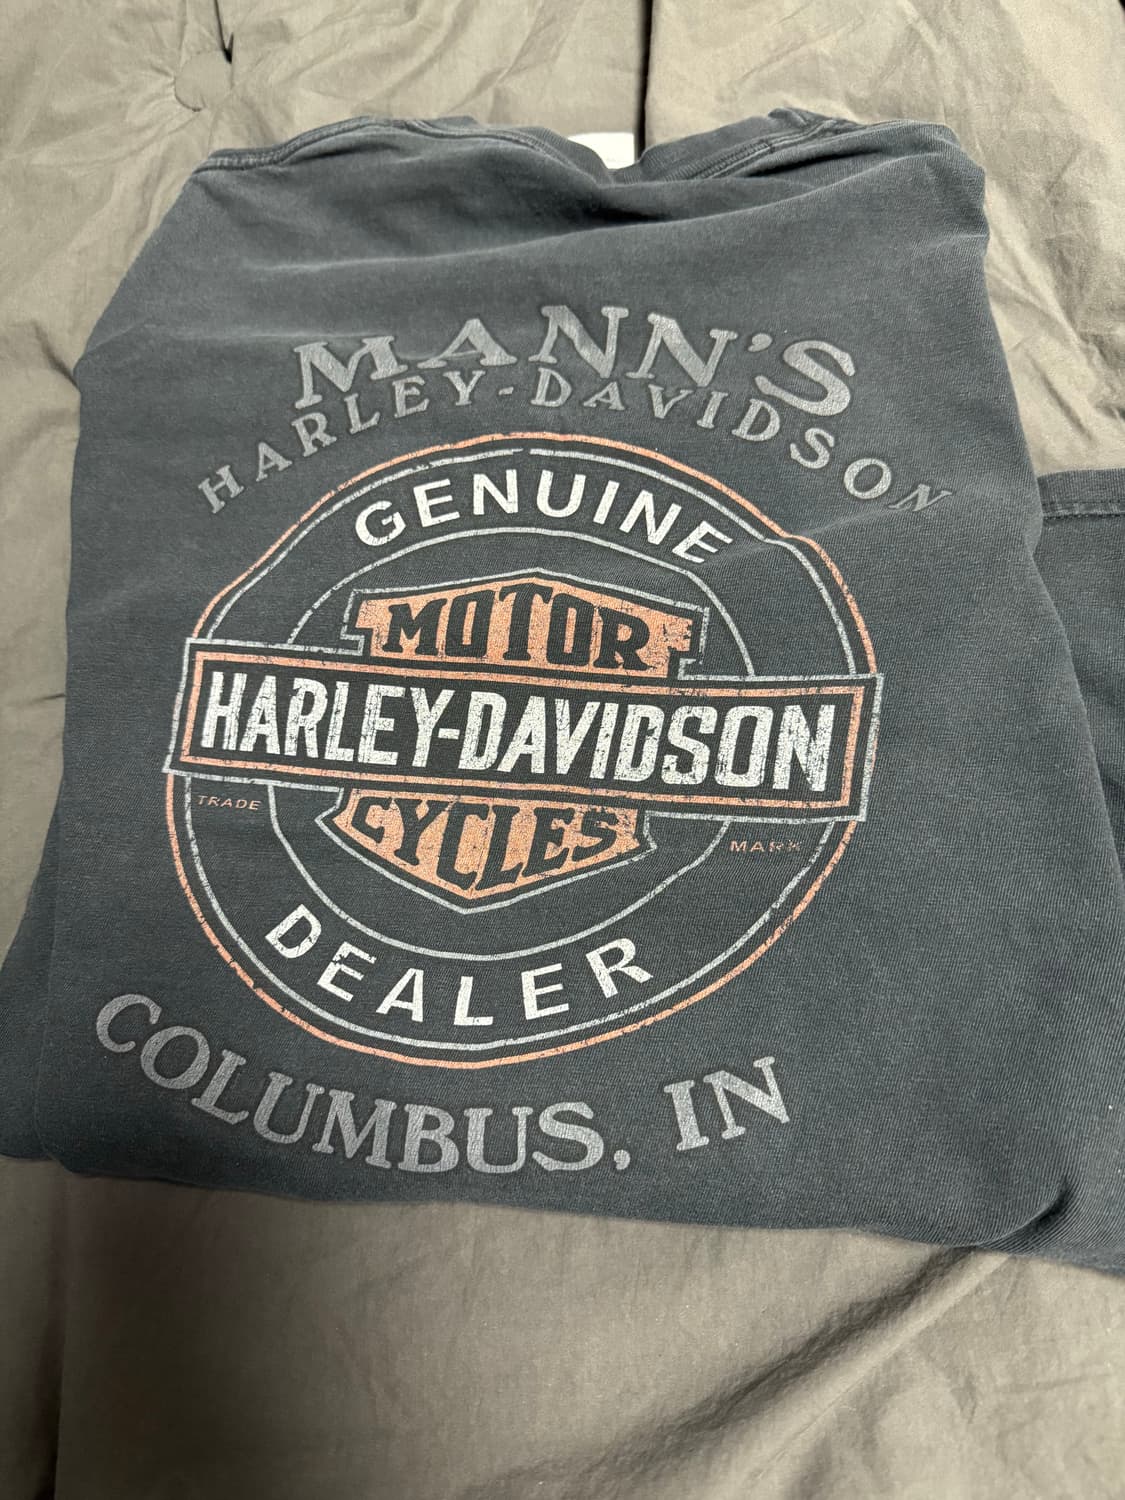 MANN'S
HARLEY-DAVIDSON
GENUINE
MOTOR
HARLEY-DAVIDSON
CYCLES
TRADE MARK
DEALER
COLUMBUS, IN